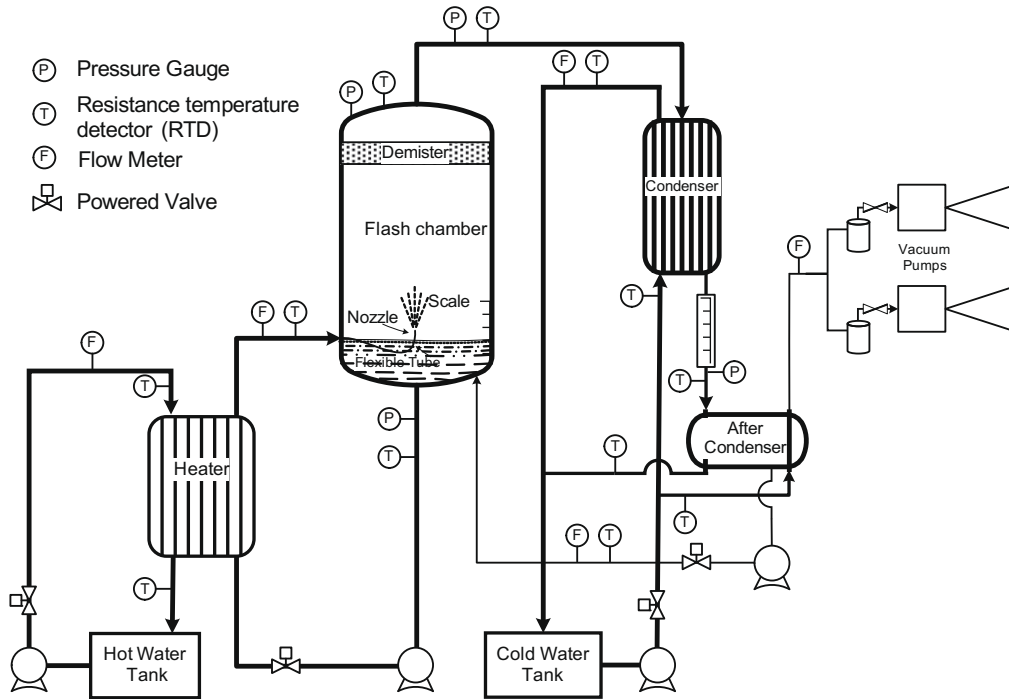 P Pressure Gauge
T Resistance temperature
detector (RTD)
F Flow Meter
Powered Valve
P T
P T
Demister
Flash chamber
Scale
Nozzle
Flexible Tube
F T
F
T
Heater
T
Hot Water
Tank
P
T
F T
Condenser
T
T P
After
Condenser
T
T
F T
Cold Water
Tank
F
Vacuum
Pumps